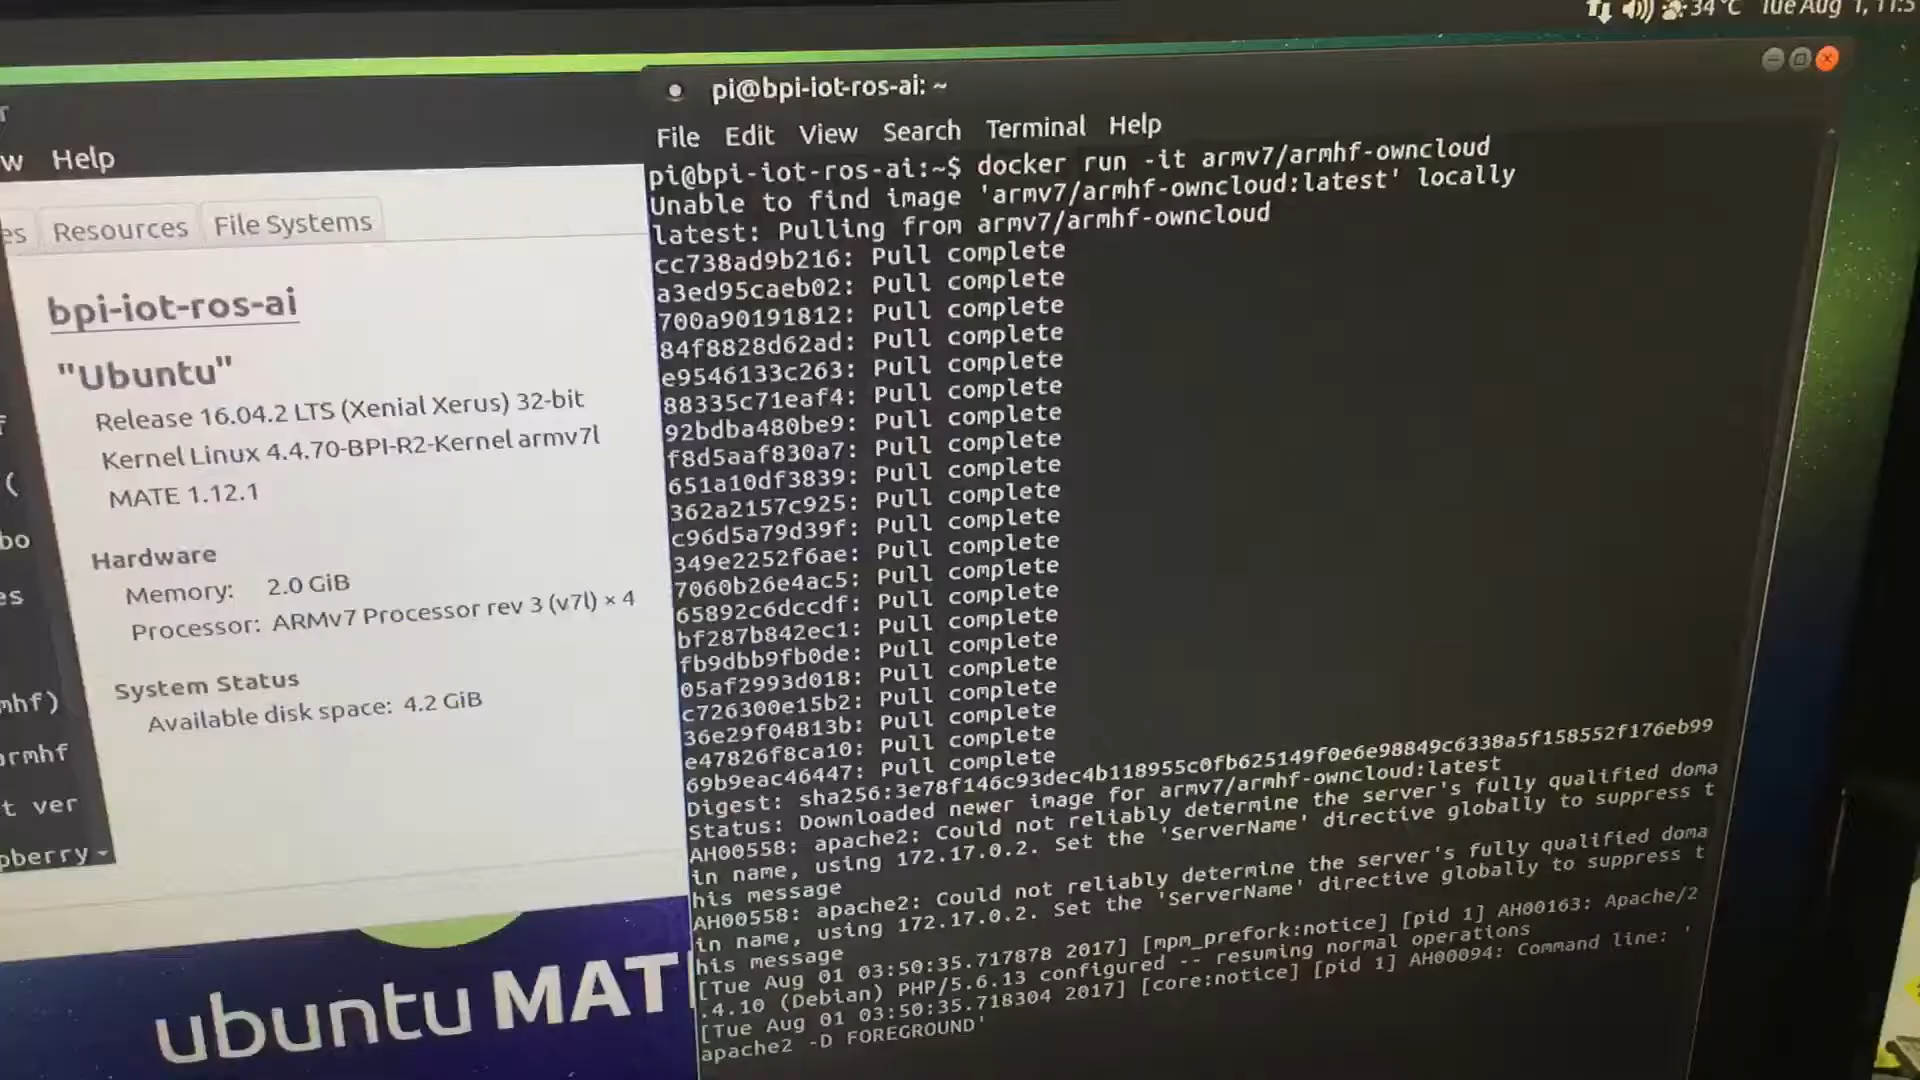 34 °C Tue Aug 1, 11:5
pi@bpi-iot-ros-ai: ~
File Edit View Search Terminal Help
w Help
es Resources File Systems
bpi-iot-ros-ai
"Ubuntu"
Release 16.04.2 LTS (Xenial Xerus) 32-bit
Kernel Linux 4.4.70-BPI-R2-Kernel armv7l
MATE 1.12.1
Hardware
Memory: 2.0 GiB
Processor: ARMv7 Processor rev 3 (v7l) × 4
System Status
Available disk space: 4.2 GiB
(
bo
es
mhf)
armhf
t ver
pberry
ubuntu MAT
pi@bpi-iot-ros-ai:~$ docker run -it armv7/armhf-owncloud
Unable to find image 'armv7/armhf-owncloud:latest' locally
latest: Pulling from armv7/armhf-owncloud
cc738ad9b216: Pull complete
a3ed95caeb02: Pull complete
700a90191812: Pull complete
84f8828d62ad: Pull complete
e9546133c263: Pull complete
88335c71eaf4: Pull complete
92bdba480be9: Pull complete
f8d5aaf830a7: Pull complete
651a10df3839: Pull complete
362a2157c925: Pull complete
c96d5a79d39f: Pull complete
349e2252f6ae: Pull complete
7060b26e4ac5: Pull complete
65892c6dccdf: Pull complete
bf287b842ec1: Pull complete
fb9dbb9fb0de: Pull complete
05af2993d018: Pull complete
c726300e15b2: Pull complete
36e29f04813b: Pull complete
e47826f8ca10: Pull complete
69b9eac46447: Pull complete
Digest: sha256:3e78f146c93dec4b118955c0fb625149f0e6e98849c6338a5f158552f176eb99
Status: Downloaded newer image for armv7/armhf-owncloud:latest
AH00558: apache2: Could not reliably determine the server's fully qualified doma
in name, using 172.17.0.2. Set the 'ServerName' directive globally to suppress t
his message
AH00558: apache2: Could not reliably determine the server's fully qualified doma
in name, using 172.17.0.2. Set the 'ServerName' directive globally to suppress t
his message
[Tue Aug 01 03:50:35.717878 2017] [mpm_prefork:notice] [pid 1] AH00163: Apache/2
.4.10 (Debian) PHP/5.6.13 configured -- resuming normal operations
[Tue Aug 01 03:50:35.718304 2017] [core:notice] [pid 1] AH00094: Command line: '
apache2 -D FOREGROUND'